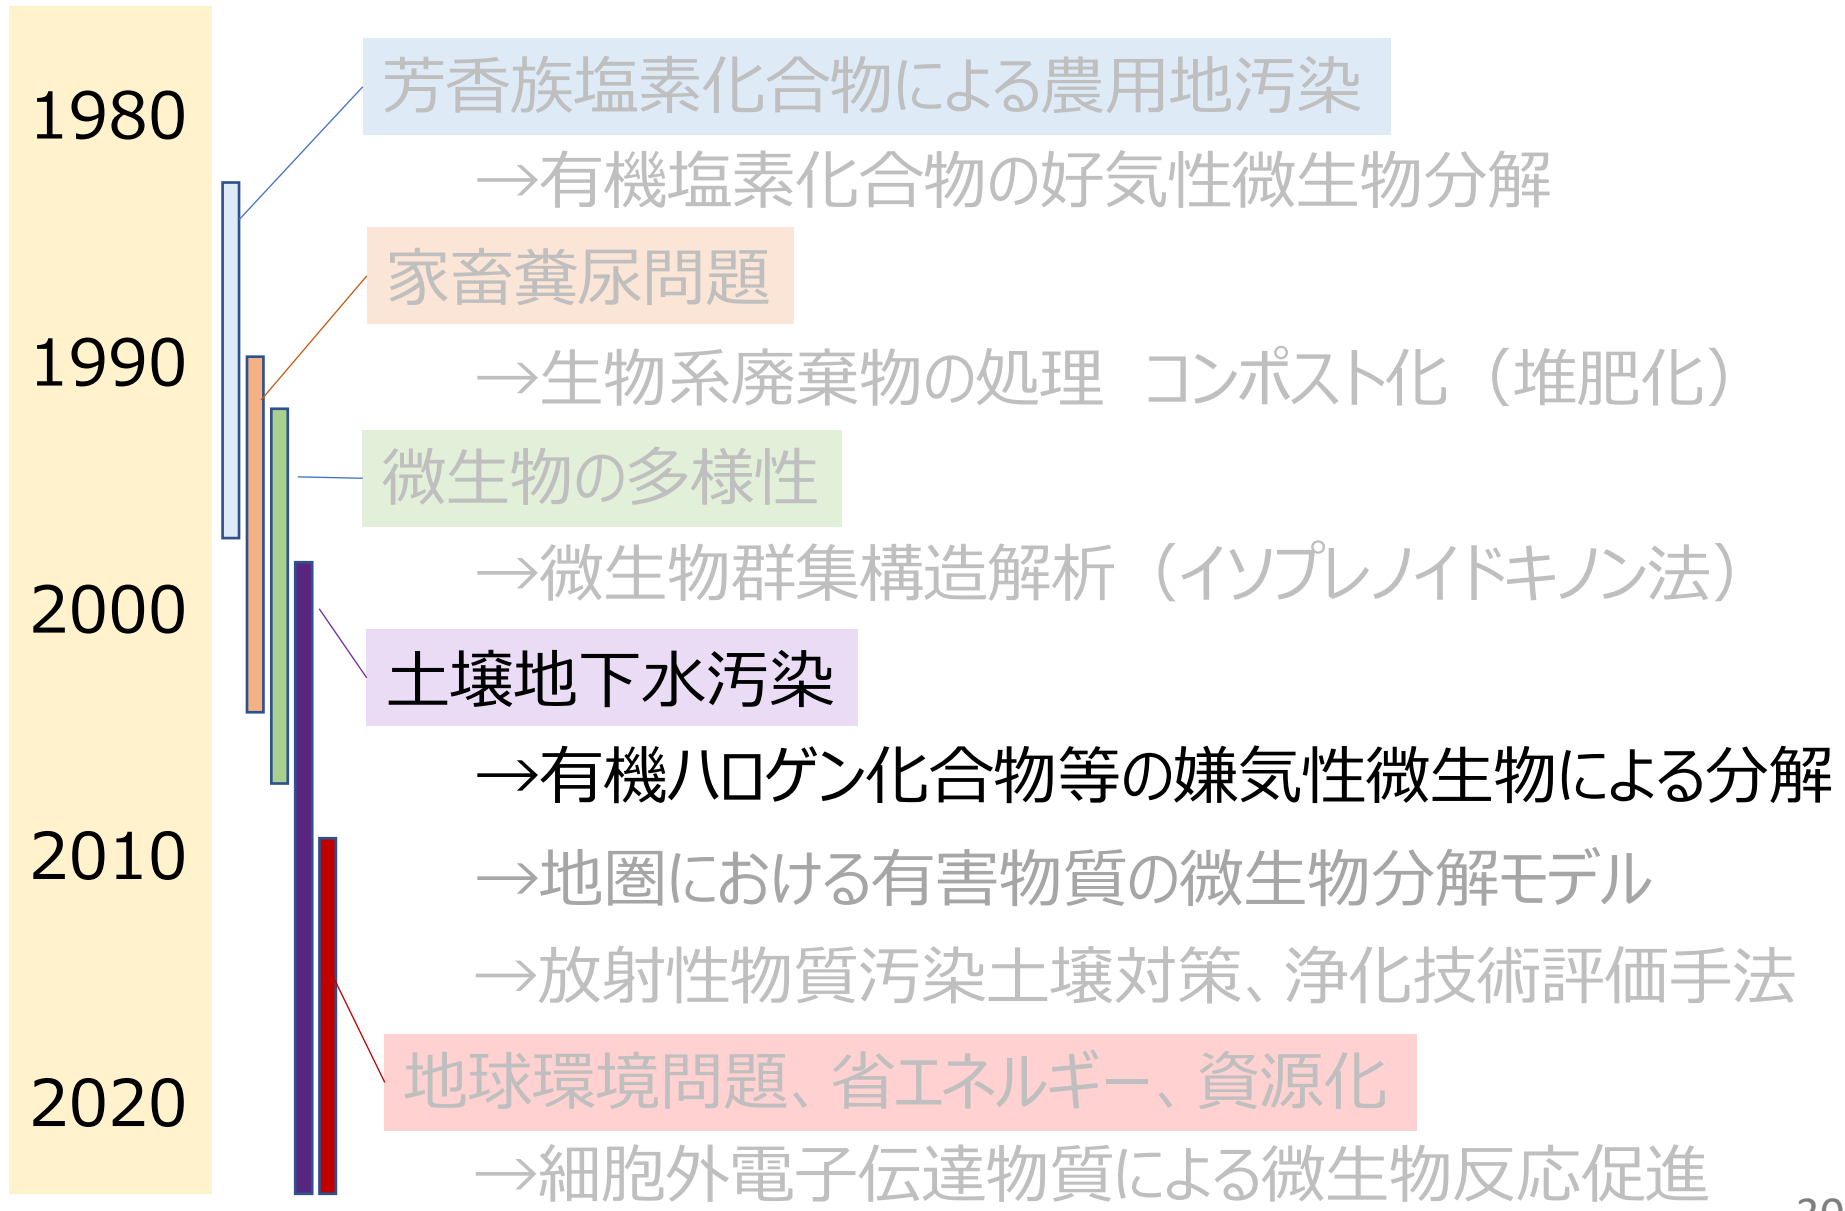 1980
1990
2000
2010
2020
芳香族塩素化合物による農用地汚染
→有機塩素化合物の好気性微生物分解
家畜糞尿問題
→生物系廃棄物の処理　コンポスト化（堆肥化）
微生物の多様性
→微生物群集構造解析（イソプレノイドキノン法）
土壌地下水汚染
→有機ハロゲン化合物等の嫌気性微生物による分解
→地圏における有害物質の微生物分解モデル
→放射性物質汚染土壌対策、浄化技術評価手法
地球環境問題、省エネルギー、資源化
→細胞外電子伝達物質による微生物反応促進